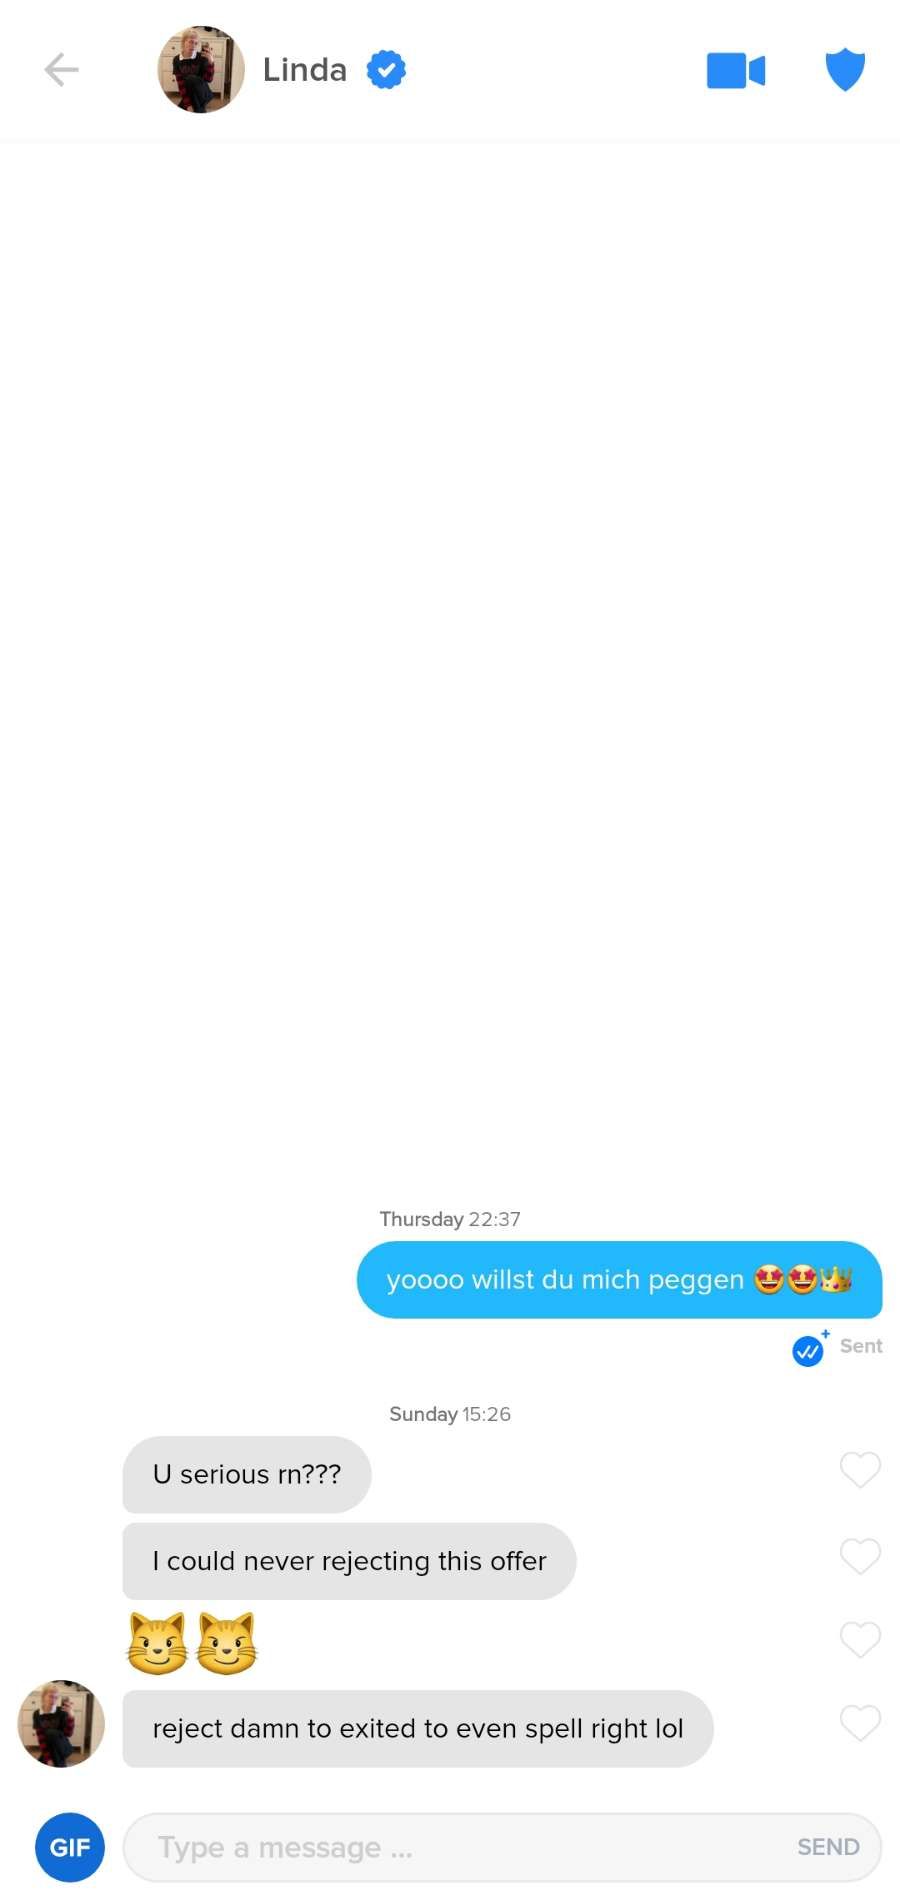 Linda
Thursday 22:37
yoooo willst du mich peggen 🤩🤩👑
Sent
Sunday 15:26
U serious rn???
I could never rejecting this offer
😼😼
reject damn to exited to even spell right lol
GIF
Type a message ...
SEND